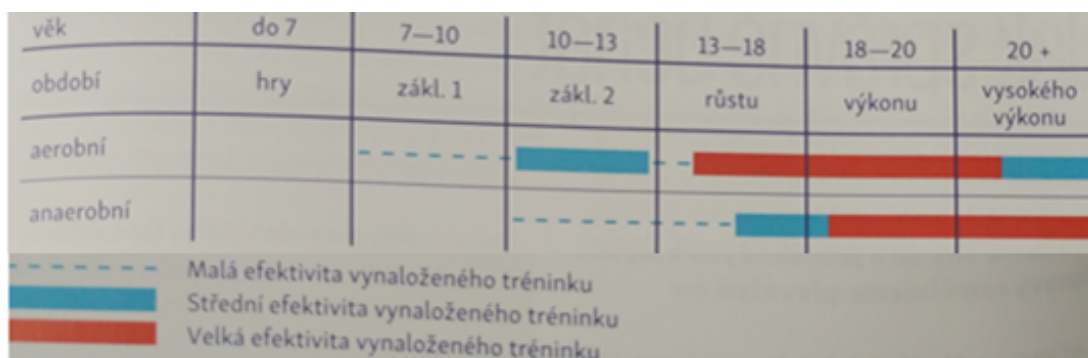 věk do 7 7—10 10—13 13—18 18—20 20 +
období hry zákl. 1 zákl. 2 růstu výkonu vysokého
výkonu
aerobní
anaerobní
Malá efektivita vynaloženého tréninku
Střední efektivita vynaloženého tréninku
Velká efektivita vynaloženého tréninku